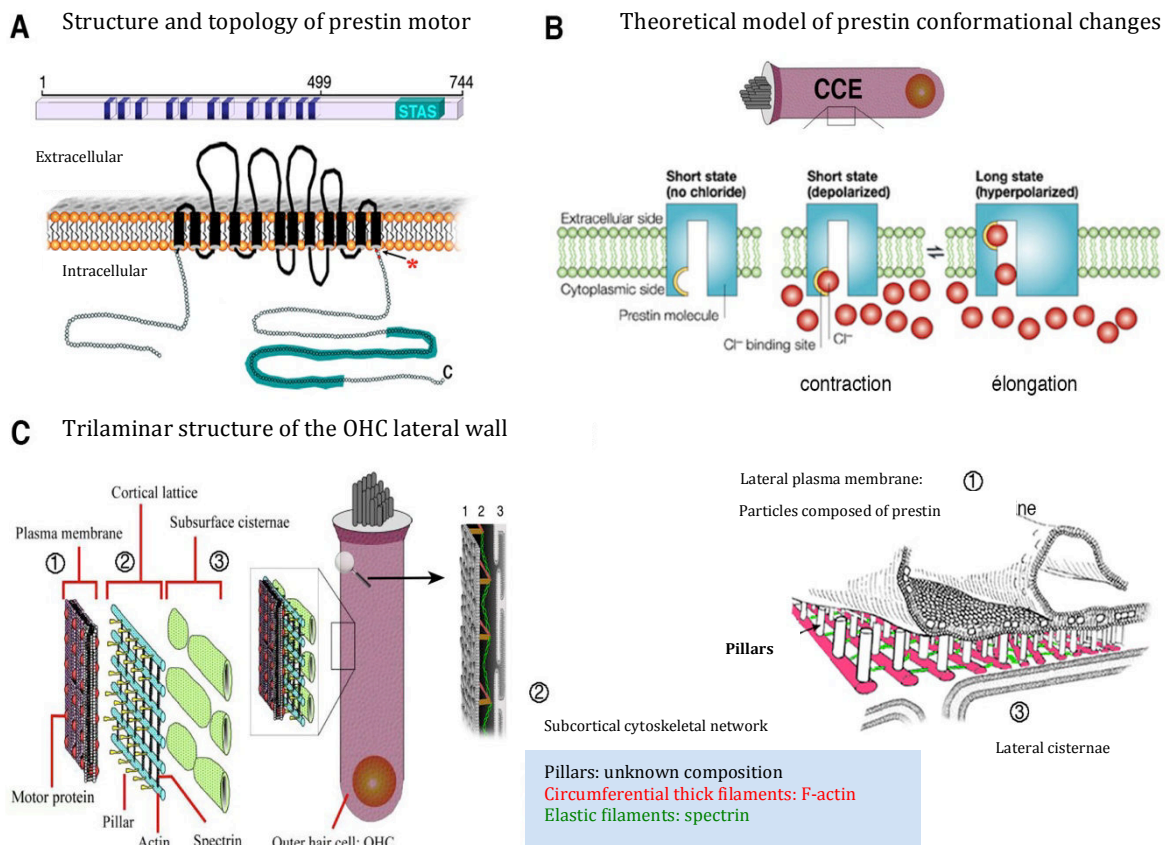 A Structure and topology of prestin motor
1 499 744
STAS
Extracellular
Intracellular
*
C
B Theoretical model of prestin conformational changes
CCE
Short state
(no chloride)
Short state
(depolarized)
Long state
(hyperpolarized)
Extracellular side
Cytoplasmic side
Prestin molecule
Cl⁻ binding site
Cl⁻
contraction
élongation
C Trilaminar structure of the OHC lateral wall
Cortical lattice
Plasma membrane
Subsurface cisternae
① ② ③
Motor protein
Pillar
Actin
Spectrin
Outer hair cell: OHC
1 2 3
Lateral plasma membrane: ①
Particles composed of prestin
ne
Pillars
②
Subcortical cytoskeletal network
③
Lateral cisternae
Pillars: unknown composition
Circumferential thick filaments: F-actin
Elastic filaments: spectrin